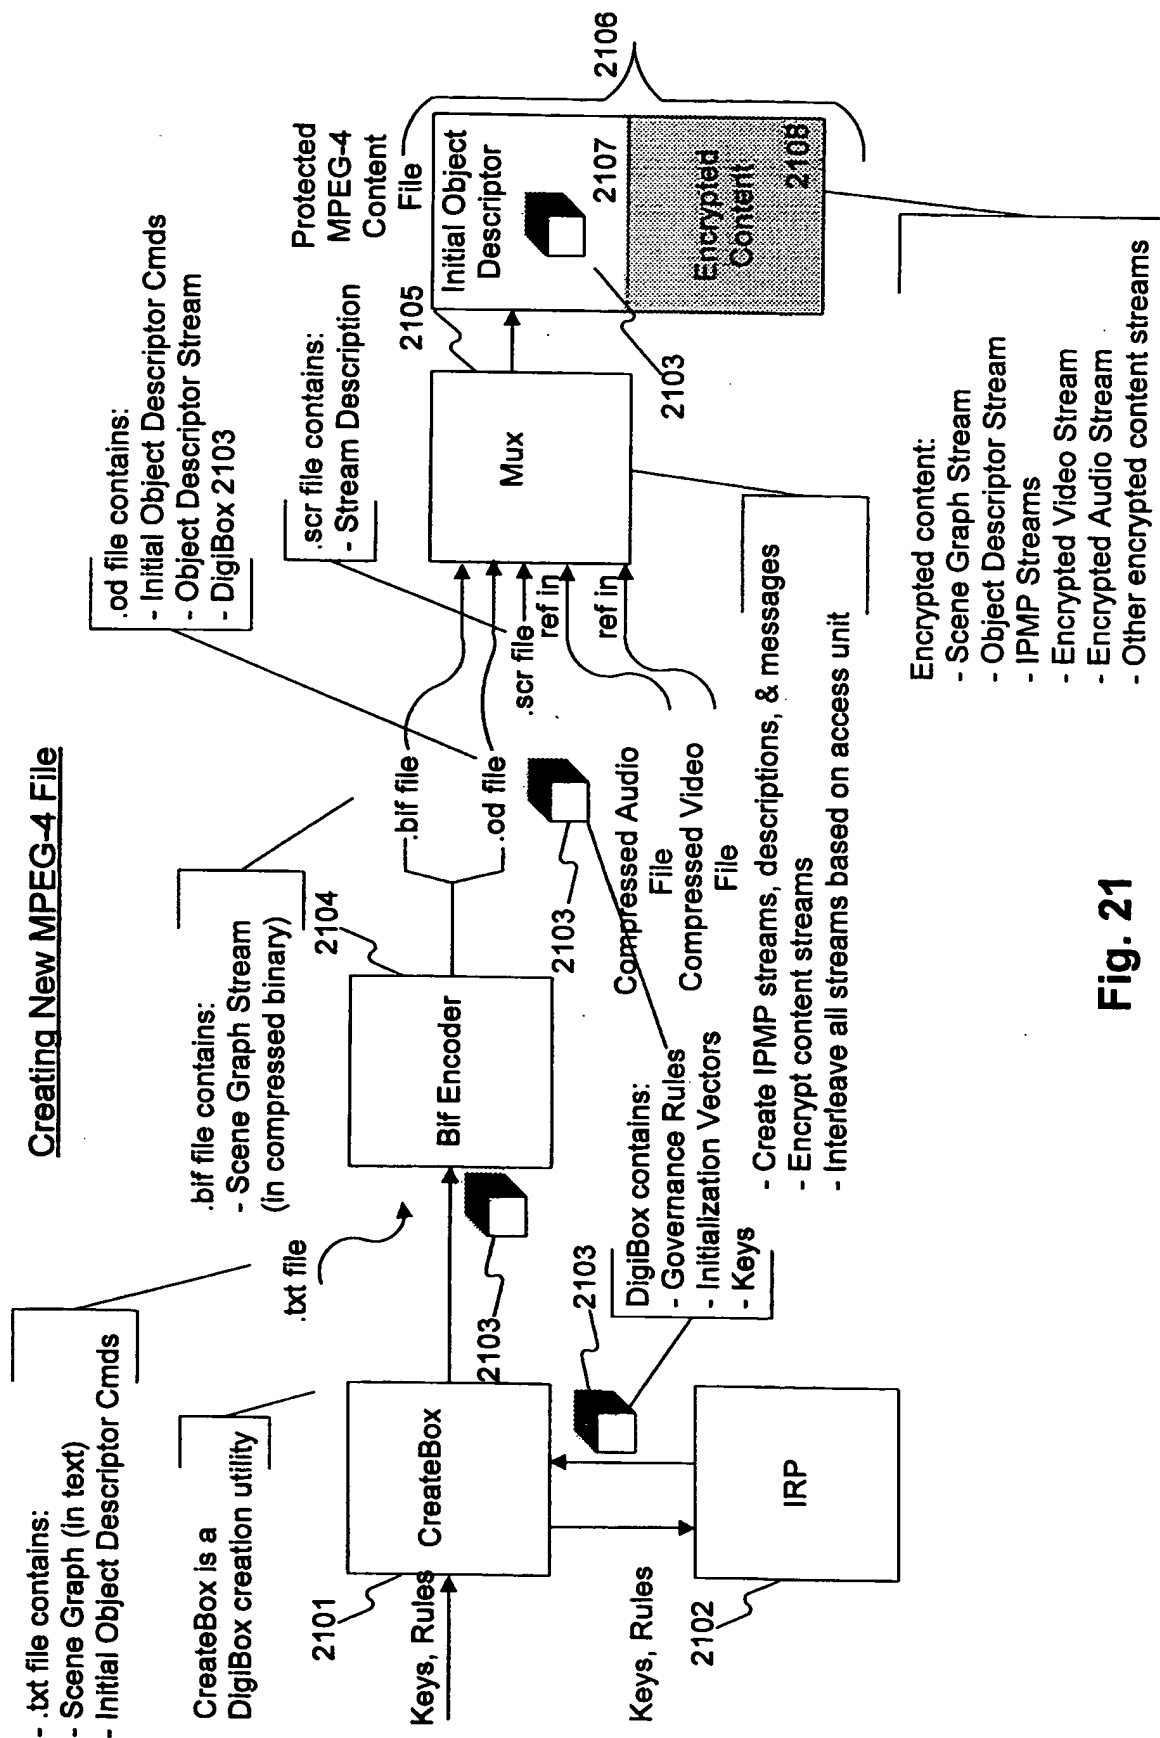 Creating New MPEG-4 File
- .txt file contains:
- Scene Graph (in text)
- Initial Object Descriptor Cmds
CreateBox is a
DigiBox creation utility
.bif file contains:
- Scene Graph Stream
(in compressed binary)
.od file contains:
- Initial Object Descriptor Cmds
- Object Descriptor Stream
- DigiBox 2103
.scr file contains:
- Stream Description
Protected
MPEG-4
Content
File
2101
Keys, Rules
CreateBox
.txt file
2103
2104
Bif Encoder
.bif file
.od file
2103
.scr file
ref in
ref in
2105
Mux
Initial Object
Descriptor
2107
2106
2103
Encrypted
Content
2108
Keys, Rules
2102
IRP
2103
DigiBox contains:
- Governance Rules
- Initialization Vectors
- Keys
Compressed Audio
File
Compressed Video
File
- Create IPMP streams, descriptions, & messages
- Encrypt content streams
- Interleave all streams based on access unit
Encrypted content:
- Scene Graph Stream
- Object Descriptor Stream
- IPMP Streams
- Encrypted Video Stream
- Encrypted Audio Stream
- Other encrypted content streams
Fig. 21